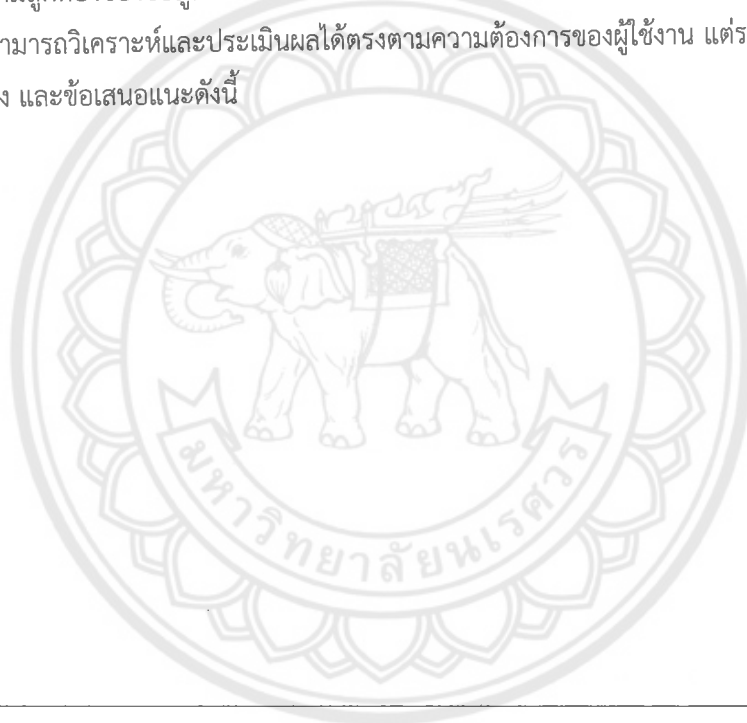 ามารถวิเคราะห์และประเมินผลได้ตรงตามความต้องการของผู้ใช้งาน แต่ร
ง และข้อเสนอแนะดังนี้
มหาวิทยาลัยนเรศวร